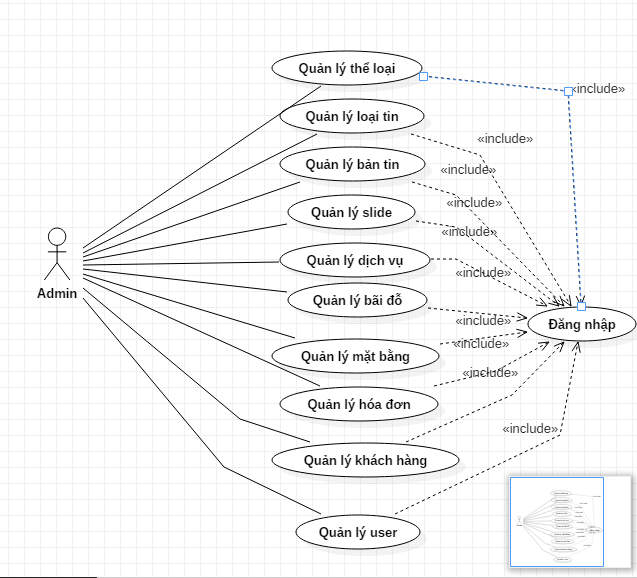 Quản lý thể loại
«include»
Quản lý loại tin
«include»
Quản lý bản tin
«include»
«include»
Quản lý slide
«include»
Quản lý dịch vụ
«include»
Admin
Quản lý bãi đỗ
«include»
Đăng nhập
«include»
Quản lý mặt bằng
«include»
Quản lý hóa đơn
«include»
Quản lý khách hàng
Quản lý user